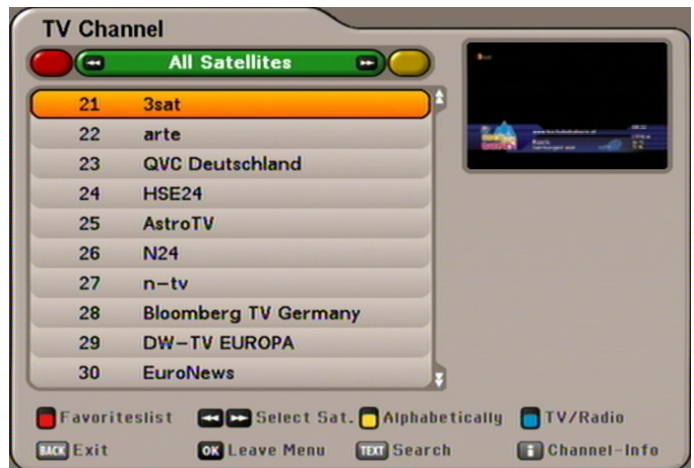 TV Channel
All Satellites
21 3sat
22 arte
23 QVC Deutschland
24 HSE24
25 AstroTV
26 N24
27 n-tv
28 Bloomberg TV Germany
29 DW-TV EUROPA
30 EuroNews
Favoriteslist Select Sat. Alphabetically TV/Radio
BACK Exit OK Leave Menu TEXT Search i Channel-Info